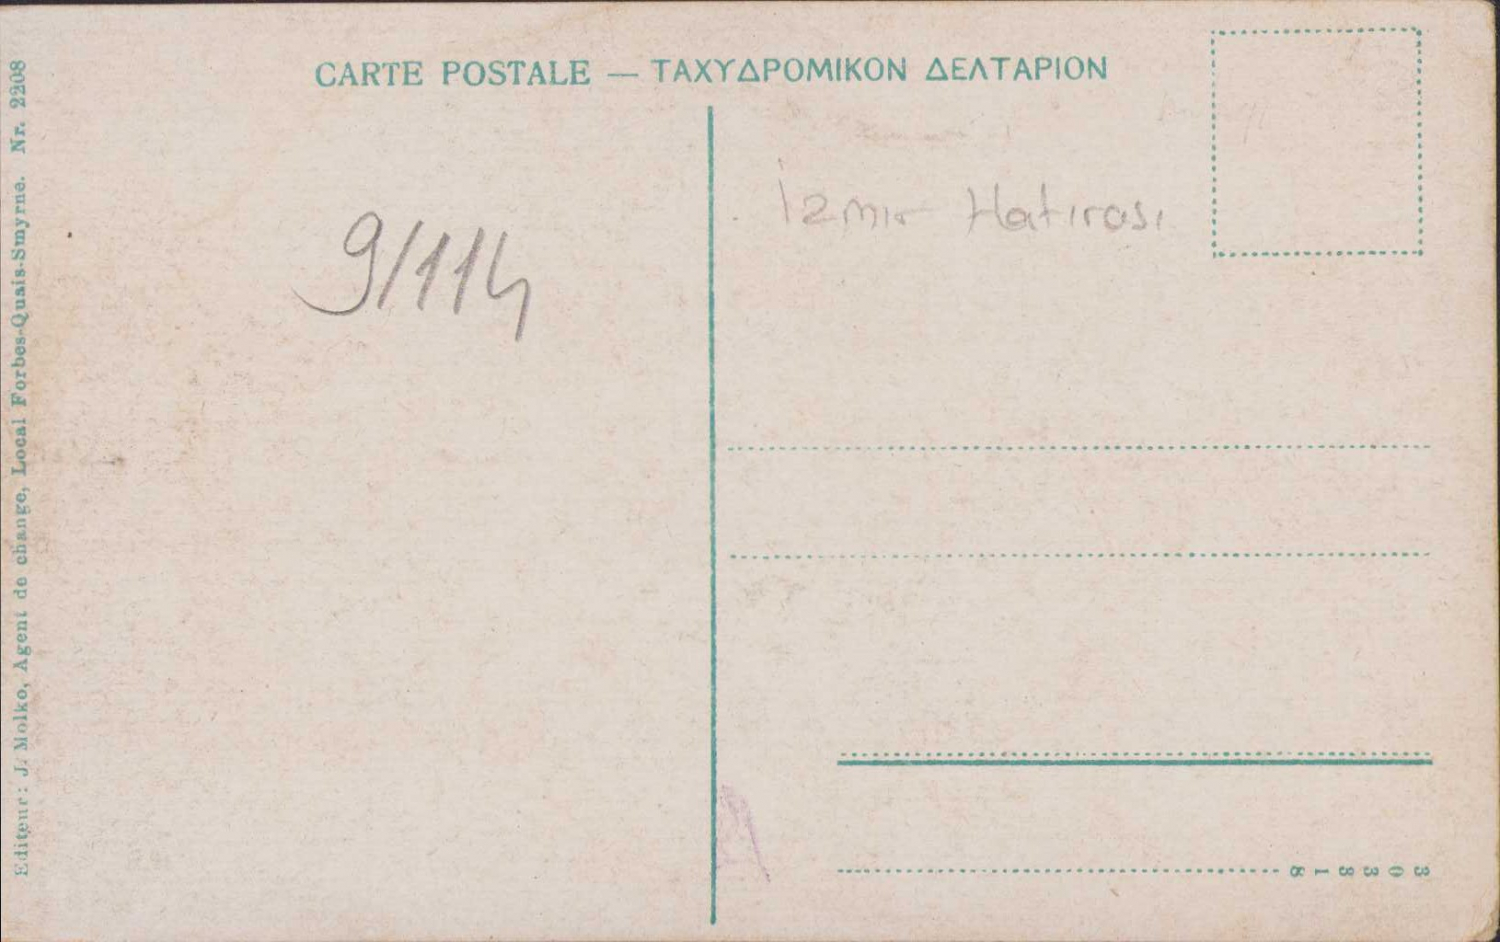 CARTE POSTALE — ΤΑΧΥΔΡΟΜΙΚΟΝ ΔΕΛΤΑΡΙΟΝ
Editeur: J. Molko, Agent de change, Local Forbes-Quais-Smyrne. Nr. 2208
9/114
İzmir Hatırası
303318